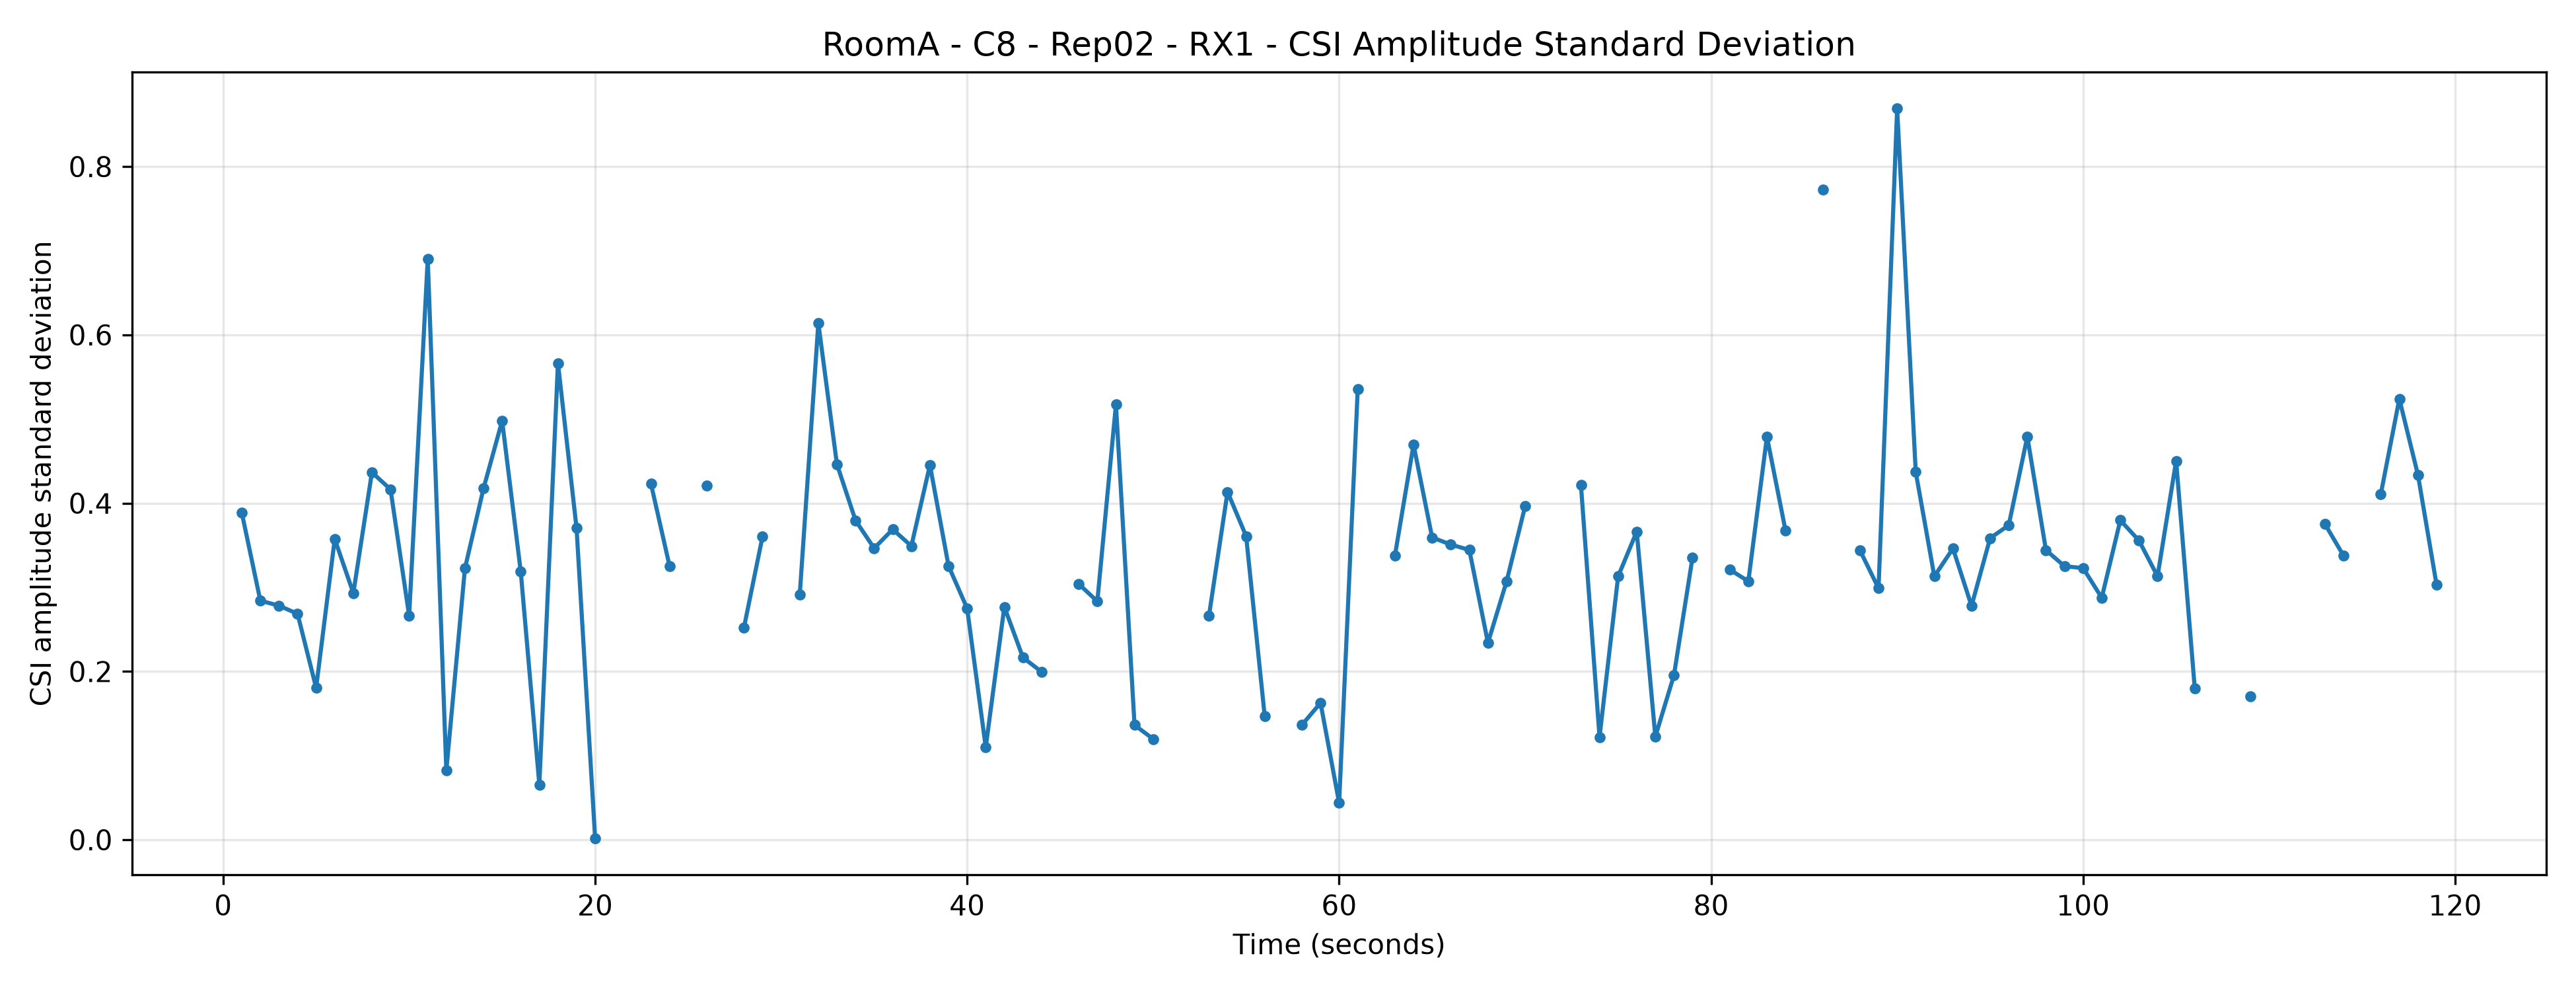 RoomA - C8 - Rep02 - RX1 - CSI Amplitude Standard Deviation
CSI amplitude standard deviation
0.8
0.6
0.4
0.2
0.0
0 20 40 60 80 100 120
Time (seconds)